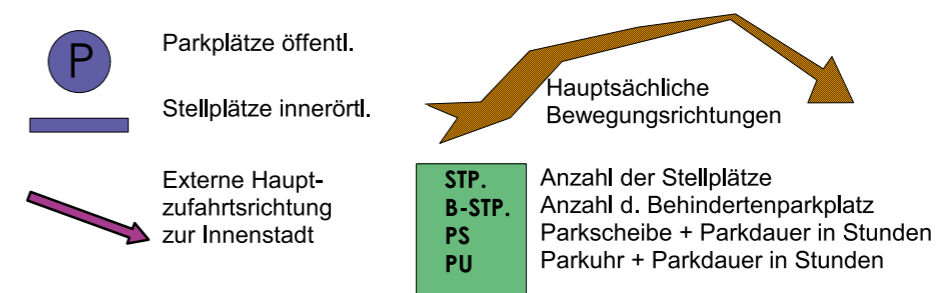 P
Parkplätze öffentl.
Stellplätze innerörtl.
Externe Haupt-
zufahrtsrichtung
zur Innenstadt
Hauptsächliche
Bewegungsrichtungen
STP. Anzahl der Stellplätze
B-STP. Anzahl d. Behindertenparkplatz
PS Parkscheibe + Parkdauer in Stunden
PU Parkuhr + Parkdauer in Stunden